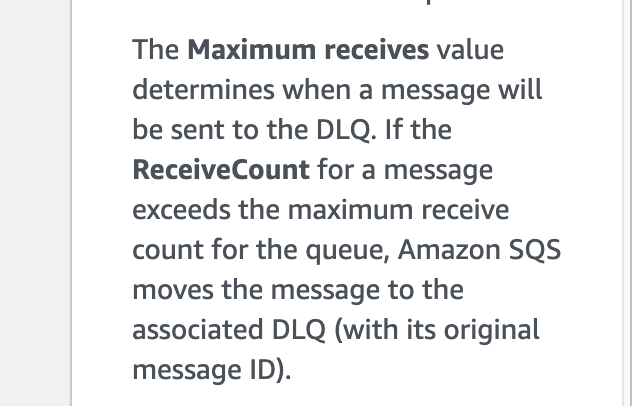 The Maximum receives value
determines when a message will
be sent to the DLQ. If the
ReceiveCount for a message
exceeds the maximum receive
count for the queue, Amazon SQS
moves the message to the
associated DLQ (with its original
message ID).